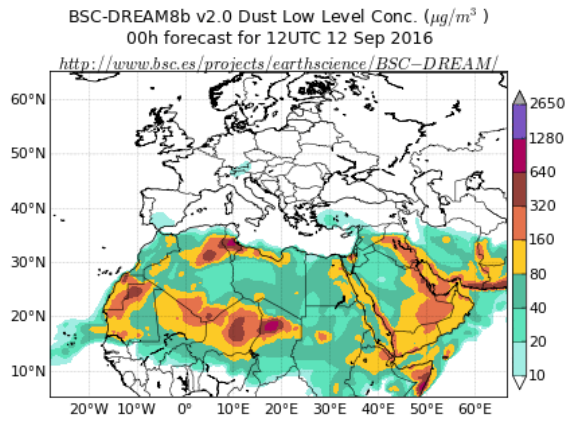 BSC-DREAM8b v2.0 Dust Low Level Conc. (μg/m³ )
00h forecast for 12UTC 12 Sep 2016
http://www.bsc.es/projects/earthscience/BSC−DREAM/
60°N
50°N
40°N
30°N
20°N
10°N
20°W 10°W 0° 10°E 20°E 30°E 40°E 50°E 60°E
2650
1280
640
320
160
80
40
20
10